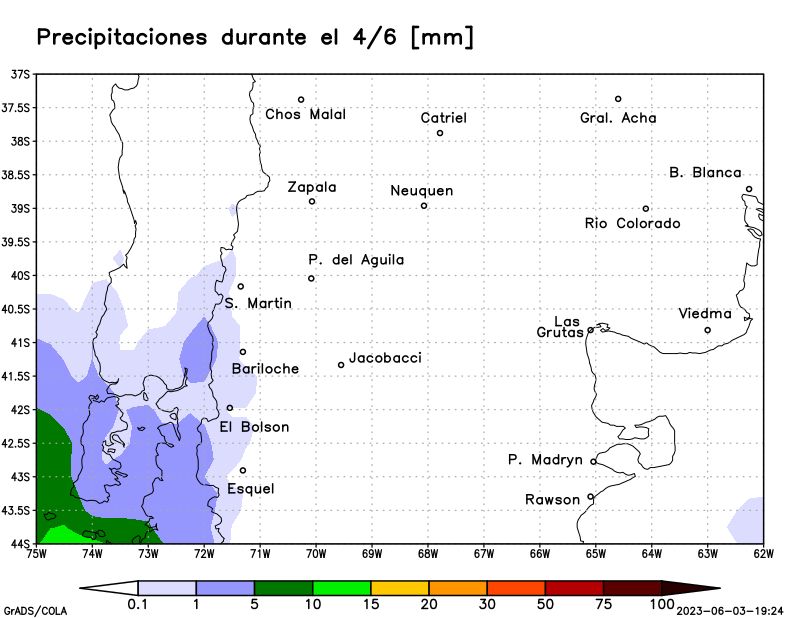 Precipitaciones durante el 4/6 [mm]
37S
Chos Malal
Gral. Acha
37.5S
Catriel
38S
B. Blanca
38.5S
Zapala
Neuquen
39S
Rio Colorado
39.5S
P. del Aguila
40S
S. Martin
40.5S
Viedma
Las
Grutas
41S
Jacobacci
Bariloche
41.5S
42S
El Bolson
42.5S
P. Madryn
43S
Esquel
Rawson
43.5S
44S
75W 74W 73W 72W 71W 70W 69W 68W 67W 66W 65W 64W 63W 62W
0.1 1 5 10 15 20 30 50 75 100
GrADS/COLA
2023-06-03-19:24